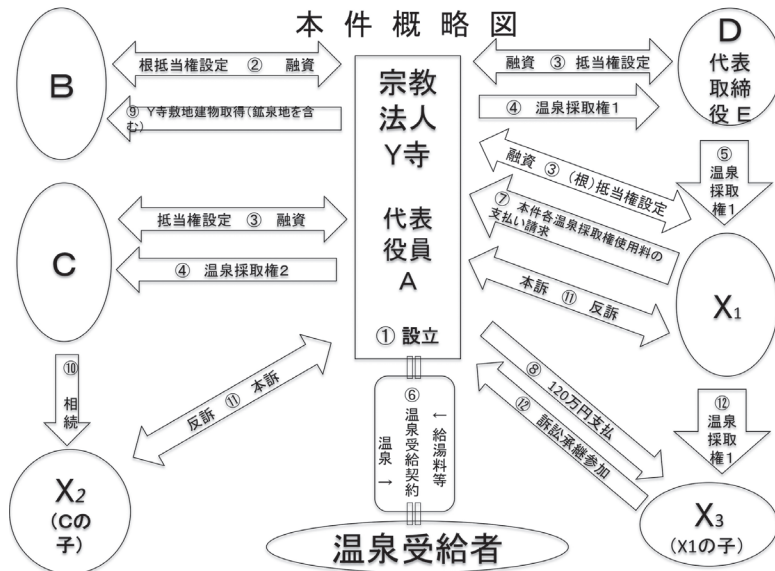 本件概略図
B
根抵当権設定　②　融資
⑨　Y寺敷地建物取得(鉱泉地を含
む)
宗教
法人
Y寺
代表
役員
A
①設立
融資　③　抵当権設定
④　温泉採取権1
D
代表
取締
役E
⑤
温泉
採取
権1
融資　③　(根)抵当権設定
⑦　本件各温泉採取権使用料の
支払い請求
本訴　⑪　反訴
X1
C
抵当権設定　③　融資
④　温泉採取権2
⑩
相続
反訴　⑪　本訴
X2
(Cの
子)
⑥
温泉受給契約
←給湯料等
温泉→
⑧　120万円支払
⑫　訴訟承継参加
⑫
温泉
採取
権1
X3
(X1の子)
温泉受給者